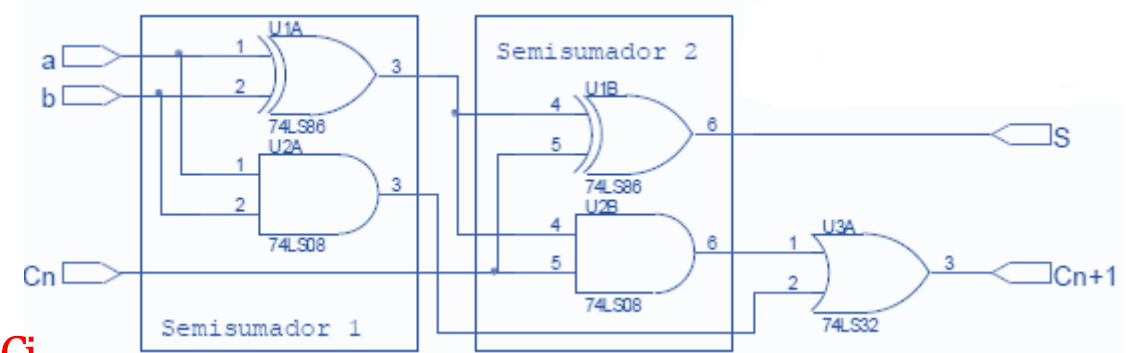 U1A
a
1
3
b
2
74LS86
U2A
1
3
2
74LS08
Cn
Semisumador 1
Semisumador 2
U1B
4
6
5
74LS86
U2B
4
6
5
74LS08
S
U3A
1
3
2
74LS32
Cn+1
Ci